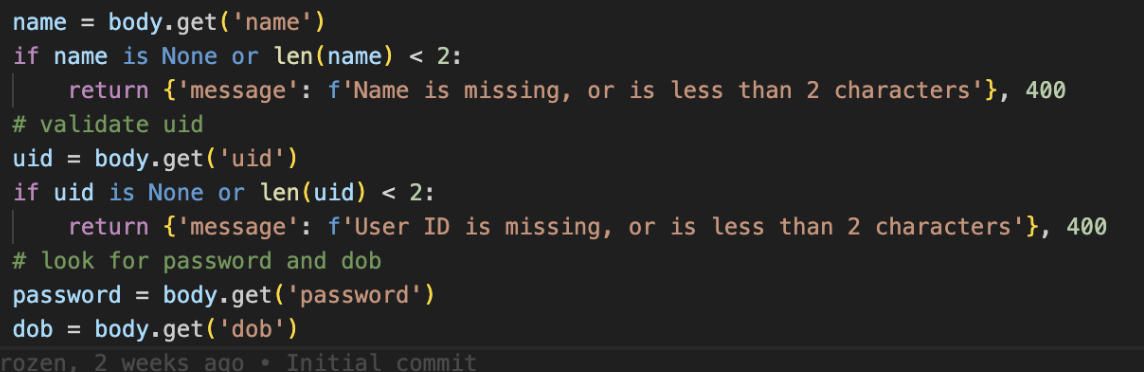 name = body.get('name')
if name is None or len(name) < 2:
    return {'message': f'Name is missing, or is less than 2 characters'}, 400
# validate uid
uid = body.get('uid')
if uid is None or len(uid) < 2:
    return {'message': f'User ID is missing, or is less than 2 characters'}, 400
# look for password and dob
password = body.get('password')
dob = body.get('dob')
rozen, 2 weeks ago • Initial commit